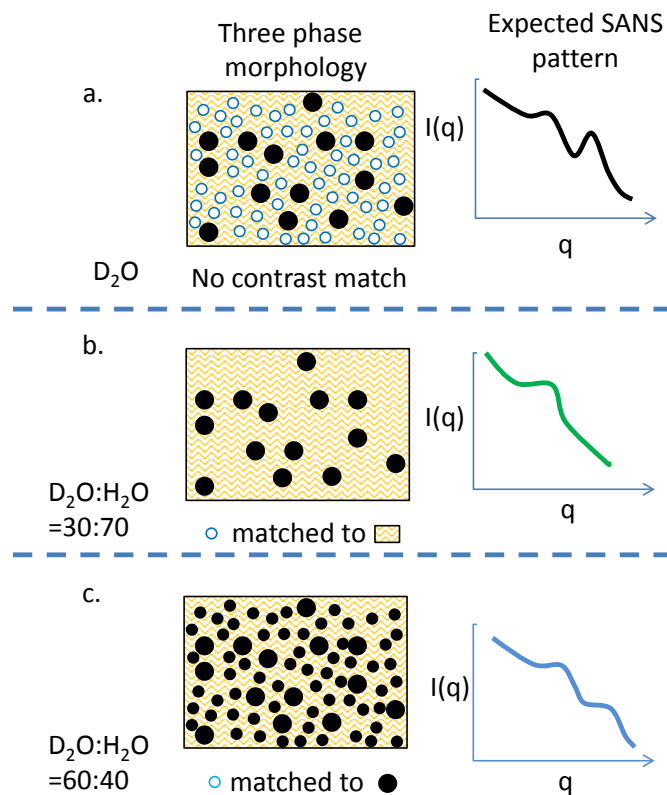 Three phase
morphology
Expected SANS
pattern
a.
I(q)
q
D₂O
No contrast match
b.
I(q)
q
D₂O:H₂O
=30:70
matched to
c.
I(q)
q
D₂O:H₂O
=60:40
matched to